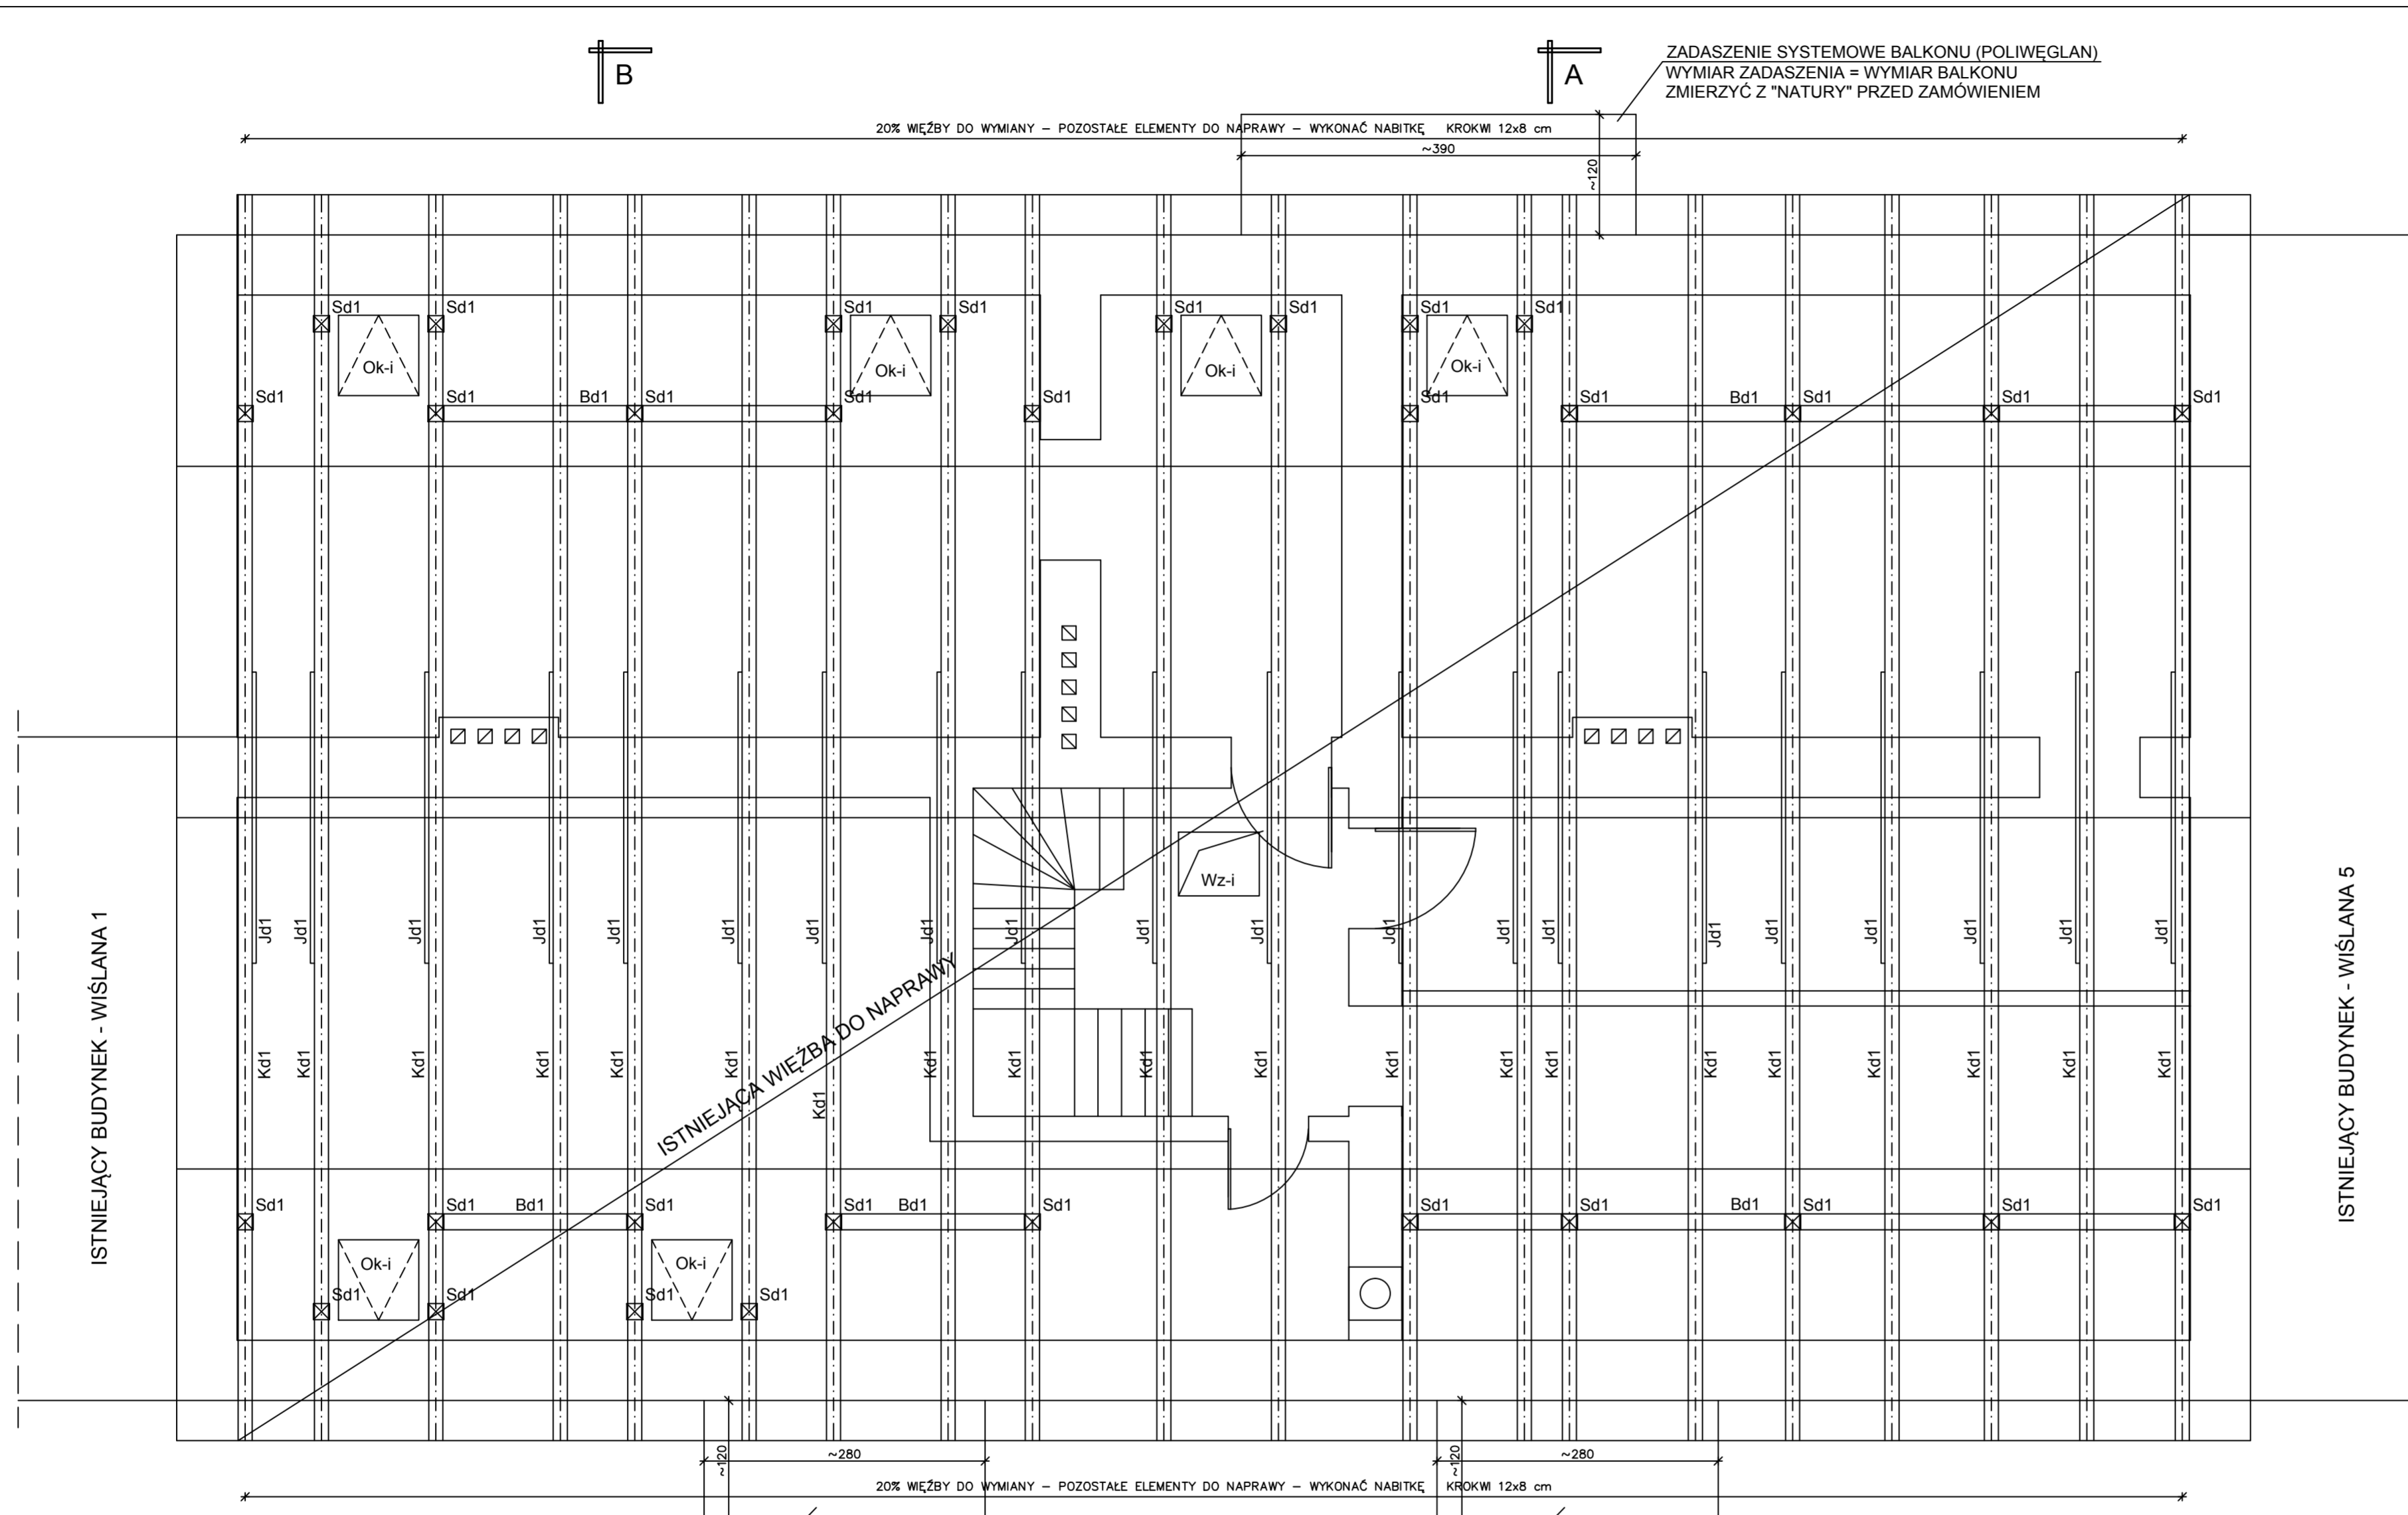 B
A
ZADASZENIE SYSTEMOWE BALKONU (POLIWĘGLAN)
WYMIAR ZADASZENIA = WYMIAR BALKONU
ZMIERZYĆ Z "NATURY" PRZED ZAMÓWIENIEM
20% WIĘŹBY DO WYMIANY – POZOSTAŁE ELEMENTY DO NAPRAWY – WYKONAĆ NABITKĘ KROKWI 12x8 cm
~390
~120
Sd1 Sd1 Sd1 Sd1 Sd1 Sd1 Sd1 Sd1
Ok-i Ok-i Ok-i Ok-i
Sd1 Sd1 Bd1 Sd1 Sd1 Sd1 Sd1 Sd1 Bd1 Sd1 Sd1 Sd1
Wz-i
Jd1 Jd1 Jd1 Jd1 Jd1 Jd1 Jd1 Jd1 Jd1 Jd1 Jd1 Jd1 Jd1 Jd1 Jd1 Jd1 Jd1 Jd1 Jd1 Jd1
ISTNIEJĄCY BUDYNEK - WIŚLANA 1
ISTNIEJĄCA WIĘŹBA DO NAPRAWY
ISTNIEJĄCY BUDYNEK - WIŚLANA 5
Kd1 Kd1 Kd1 Kd1 Kd1 Kd1 Kd1 Kd1 Kd1 Kd1 Kd1 Kd1 Kd1 Kd1 Kd1 Kd1 Kd1 Kd1 Kd1 Kd1
Sd1 Sd1 Bd1 Sd1 Sd1 Bd1 Sd1 Sd1 Sd1 Bd1 Sd1 Sd1 Sd1
Ok-i Ok-i
Sd1 Sd1 Sd1 Sd1
~120
~280
~120
~280
20% WIĘŹBY DO WYMIANY – POZOSTAŁE ELEMENTY DO NAPRAWY – WYKONAĆ NABITKĘ KROKWI 12x8 cm